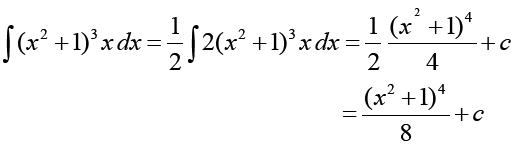 ∫(x² +1)³ x dx = 1/2 ∫2(x² +1)³ x dx = 1/2 (x² +1)⁴/4 + c
= (x² +1)⁴/8 + c